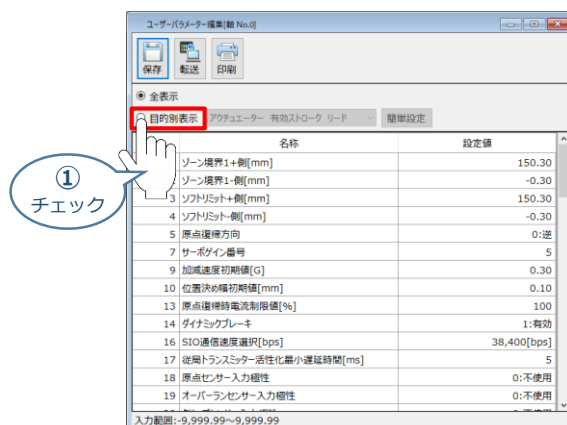 ユーザーパラメーター編集[軸 No.0]
保存 転送 印刷
全表示
目的別表示 アクチュエーター 有効ストローク リード 簡単設定
名称 設定値
ゾーン境界1+側[mm] 150.30
ゾーン境界1-側[mm] -0.30
3 ソフトリミット+側[mm] 150.30
4 ソフトリミット-側[mm] -0.30
5 原点復帰方向 0:逆
7 サーボゲイン番号 5
9 加減速度初期値[G] 0.30
10 位置決め幅初期値[mm] 0.10
13 原点復帰時電流制限値[%] 100
14 ダイナミックブレーキ 1:有効
16 SIO通信速度選択[bps] 38,400[bps]
17 従局トランスミッター活性化最小遅延時間[ms] 5
18 原点センサー入力極性 0:不使用
19 オーバーランセンサー入力極性 0:不使用
入力範囲:-9,999.99～9,999.99
①
チェック